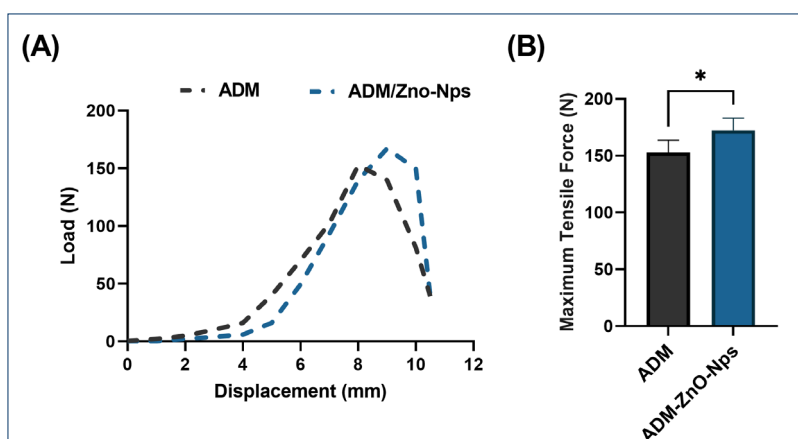 (A)
ADM
ADM/Zno-Nps
200
150
100
50
0
Load (N)
0 2 4 6 8 10 12
Displacement (mm)
(B)
*
200
150
100
50
0
Maximum Tensile Force (N)
ADM
ADM-ZnO-Nps